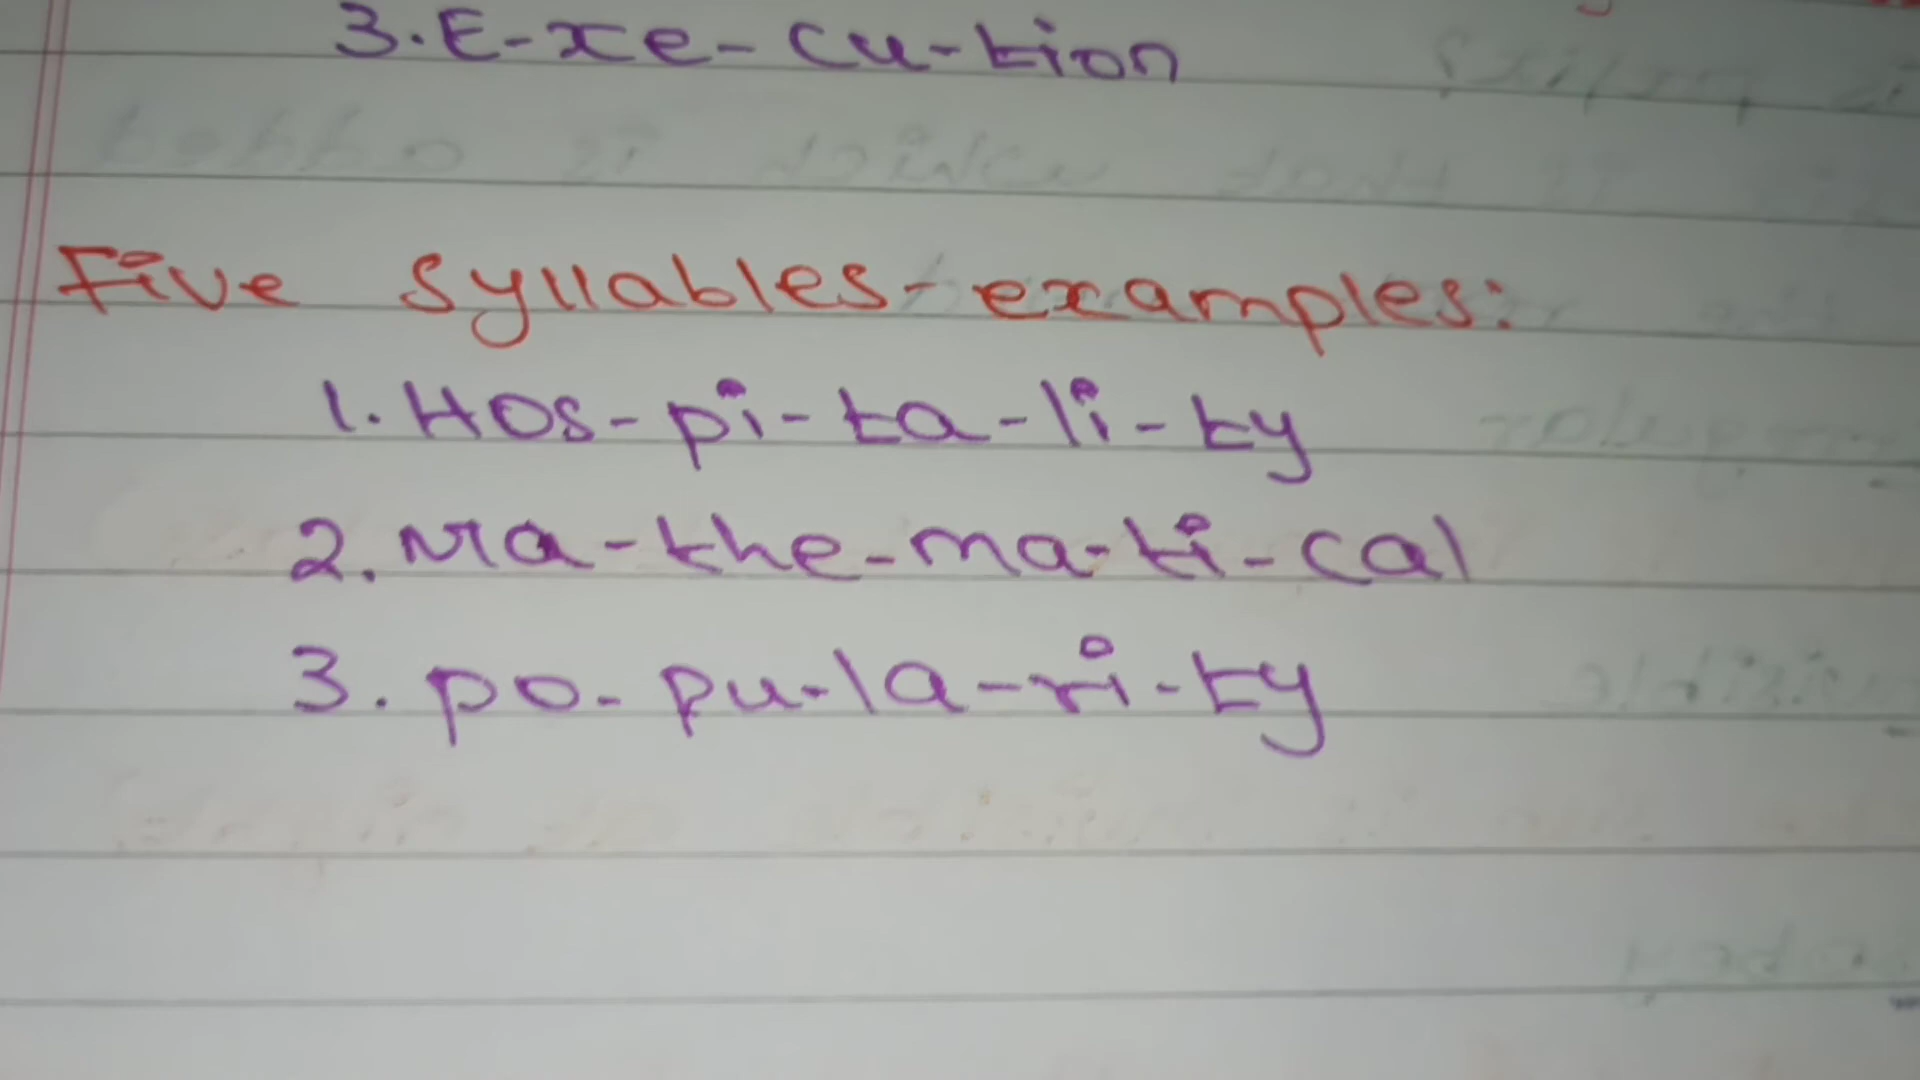 3. E-xe-cu-tion
Five syllables-examples:
1. Hos-pi-ta-li-ty
2. Ma-the-ma-ti-cal
3. po-pu-la-ri-ty